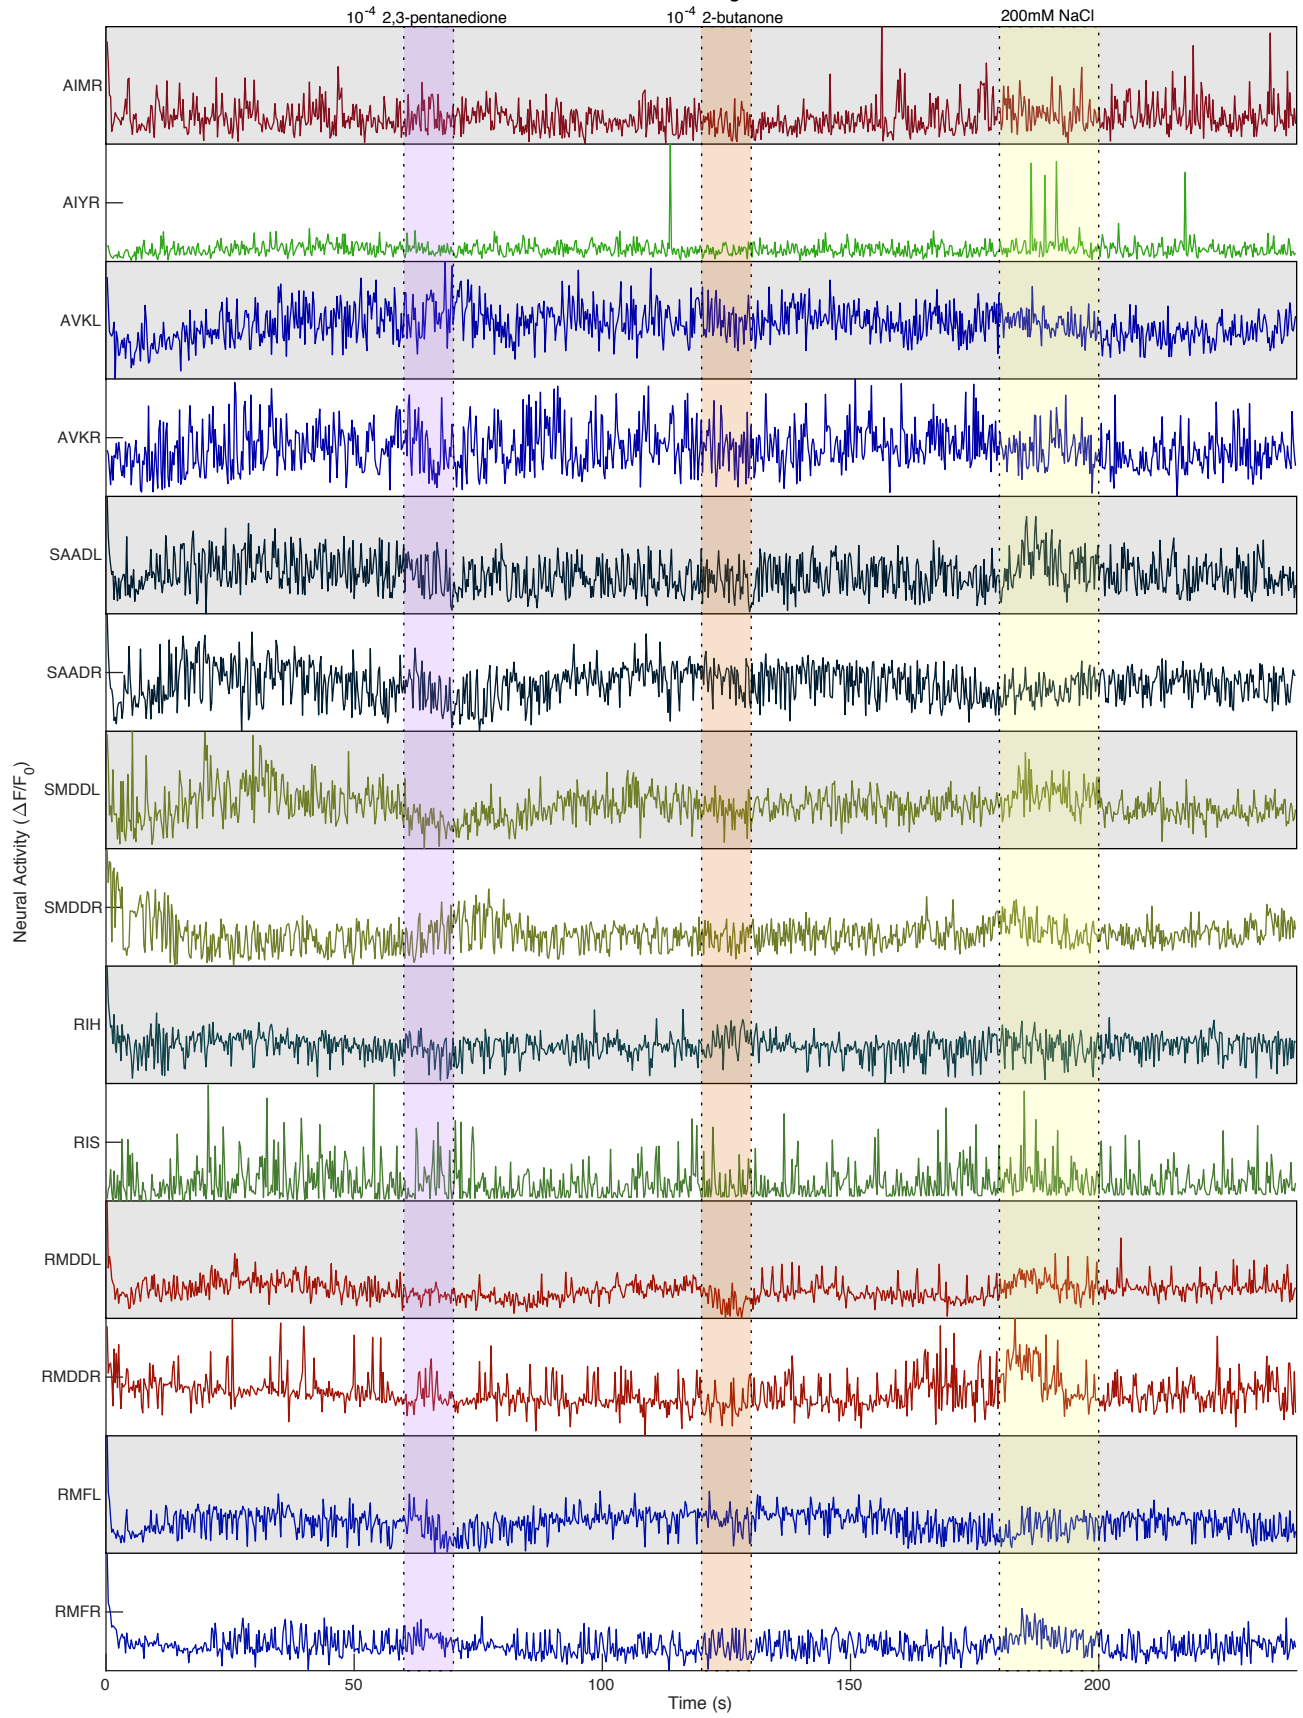 10⁻⁴ 2,3-pentanedione 10⁻⁴ 2-butanone 200mM NaCl
AIMR
AIYR
AVKL
AVKR
SAADL
SAADR
SMDDL
SMDDR
RIH
RIS
RMDDL
RMDDR
RMFL
RMFR
Neural Activity (ΔF/F₀)
0 50 100 150 200
Time (s)